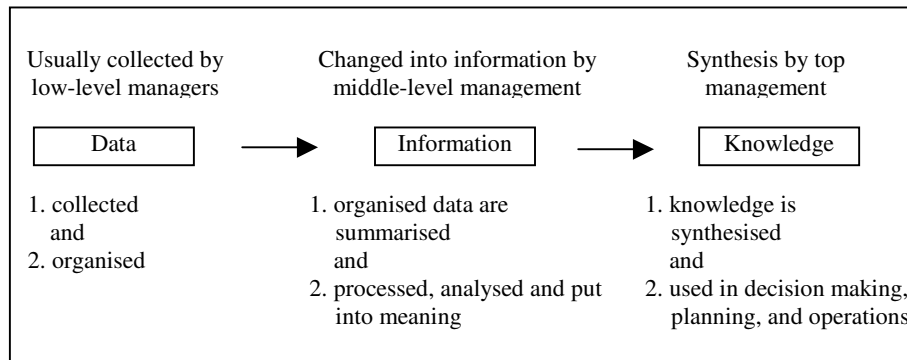 Usually collected by
low-level managers
Changed into information by
middle-level management
Synthesis by top
management
Data
Information
Knowledge
1. collected
and
2. organised
1. organised data are
summarised
and
2. processed, analysed and put
into meaning
1. knowledge is
synthesised
and
2. used in decision making,
planning, and operations